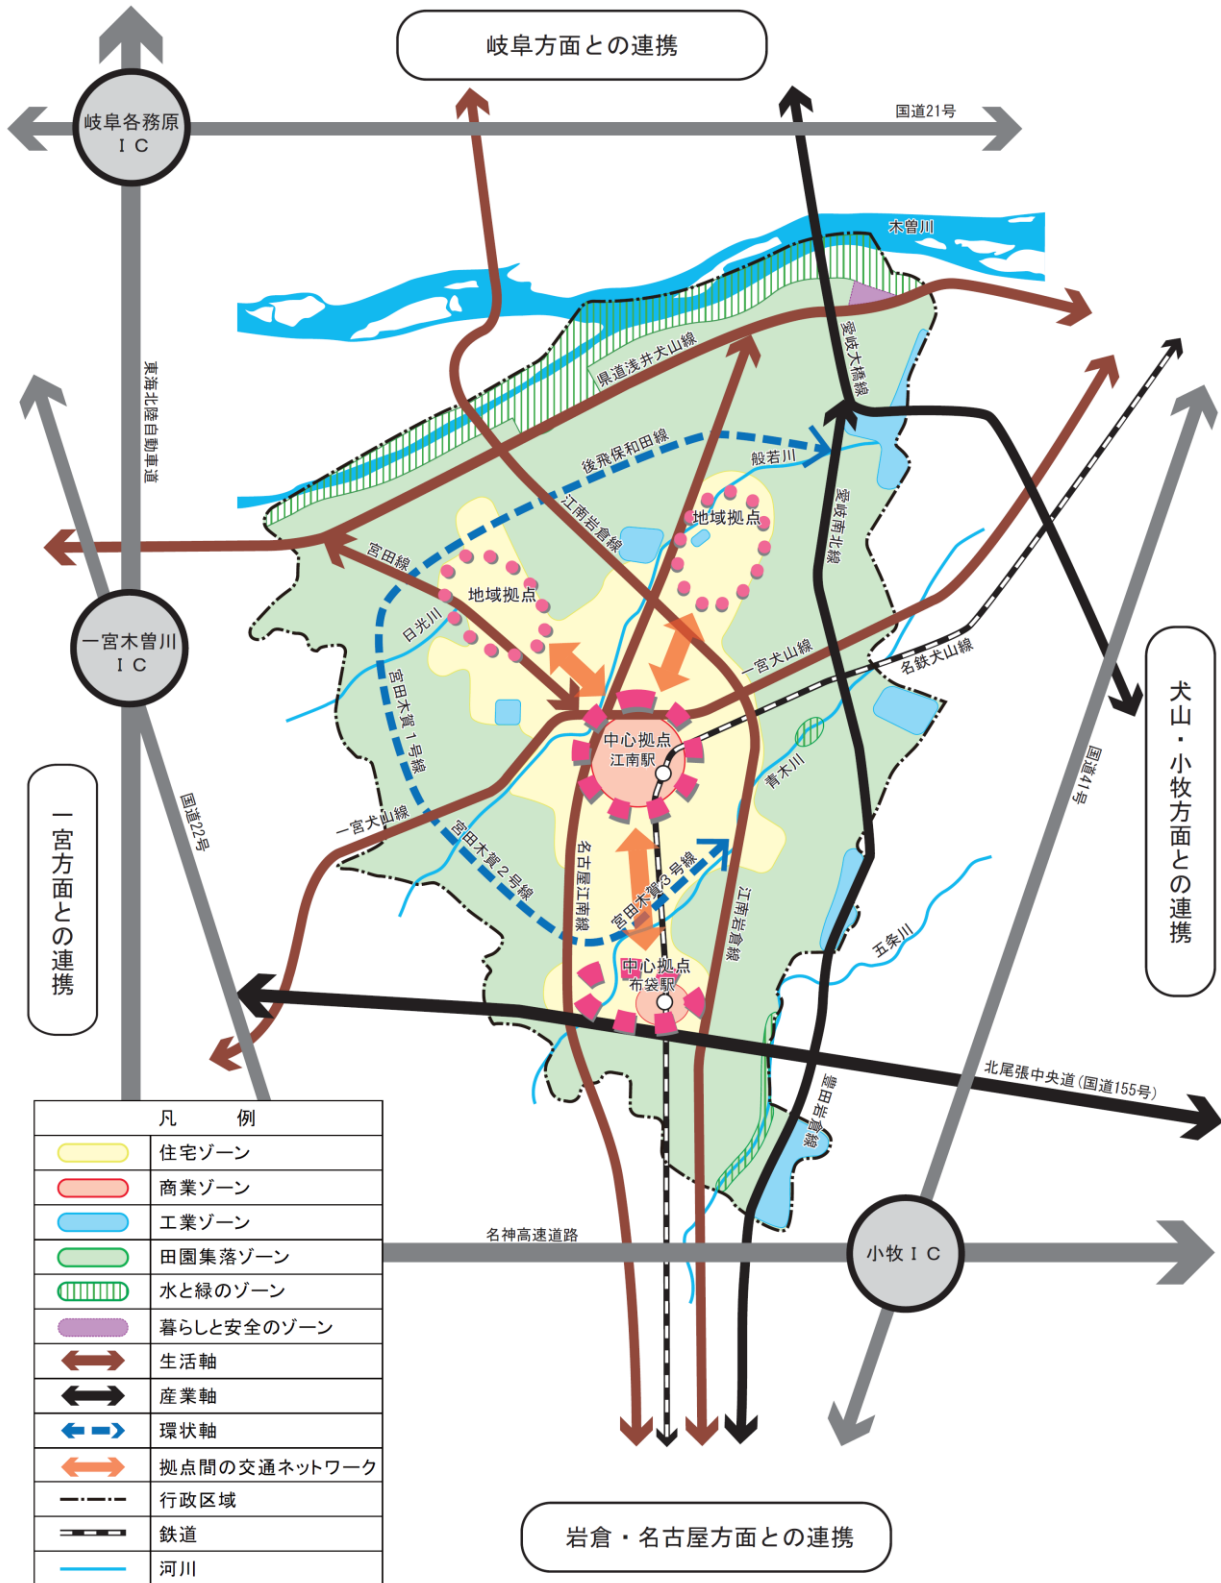 岐阜方面との連携
国道21号
岐阜各務原
ＩＣ
木曽川
東海北陸自動車道
県道浅井犬山線
愛岐大橋線
後飛保和田線
般若川
江南岩倉線
地域拠点
愛岐南北線
宮田線
地域拠点
日光川
一宮木曽川
ＩＣ
一宮犬山線
名鉄犬山線
宮田木賀１号線
中心拠点
江南駅
青木川
犬山・小牧方面との連携
国道41号
一宮方面との連携
国道22号
一宮犬山線
宮田木賀２号線
名古屋江南線
宮田木賀３号線
江南岩倉線
五条川
中心拠点
布袋駅
北尾張中央道(国道155号)
豊田岩倉線
名神高速道路
小牧ＩＣ
凡　例
住宅ゾーン
商業ゾーン
工業ゾーン
田園集落ゾーン
水と緑のゾーン
暮らしと安全のゾーン
生活軸
産業軸
環状軸
拠点間の交通ネットワーク
行政区域
鉄道
河川
岩倉・名古屋方面との連携